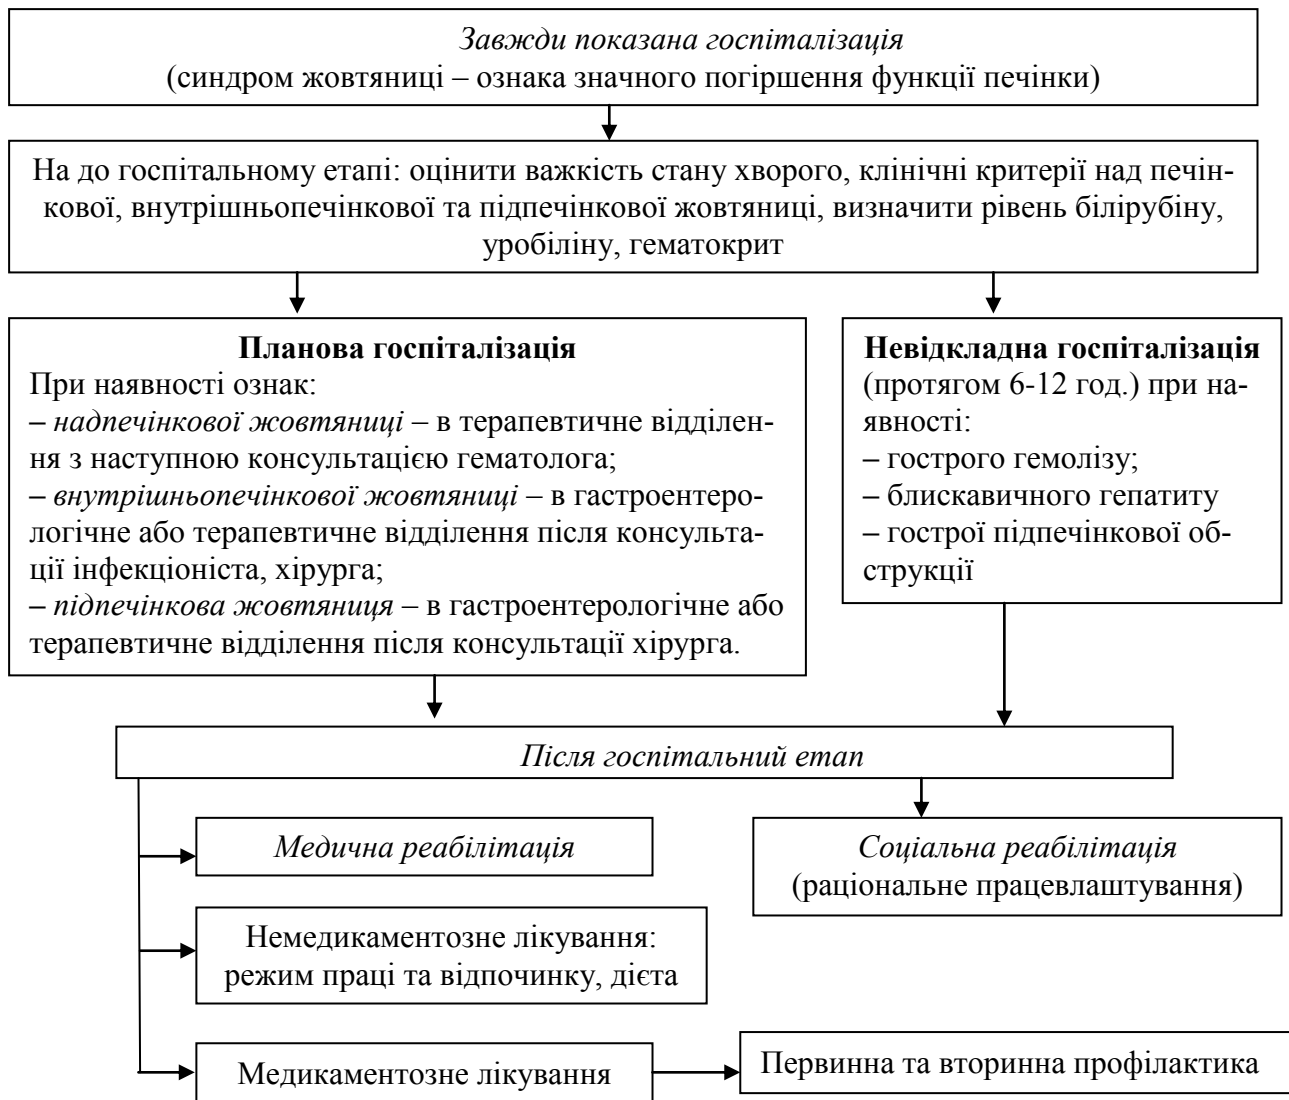 Завжди показана госпіталізація
(синдром жовтяниці – ознака значного погіршення функції печінки)
На до госпітальному етапі: оцінити важкість стану хворого, клінічні критерії над печін-
кової, внутрішньопечінкової та підпечінкової жовтяниці, визначити рівень білірубіну,
уробіліну, гематокрит
Планова госпіталізація
При наявності ознак:
– надпечінкової жовтяниці – в терапевтичне відділен-
ня з наступною консультацією гематолога;
– внутрішньопечінкової жовтяниці – в гастроентеро-
логічне або терапевтичне відділення після консульта-
ції інфекціоніста, хірурга;
– підпечінкова жовтяниця – в гастроентерологічне або
терапевтичне відділення після консультації хірурга.
Невідкладна госпіталізація
(протягом 6-12 год.) при на-
явності:
– гострого гемолізу;
– блискавичного гепатиту
– гострої підпечінкової об-
струкції
Після госпітальний етап
Медична реабілітація
Соціальна реабілітація
(раціональне працевлаштування)
Немедикаментозне лікування:
режим праці та відпочинку, дієта
Медикаментозне лікування
Первинна та вторинна профілактика